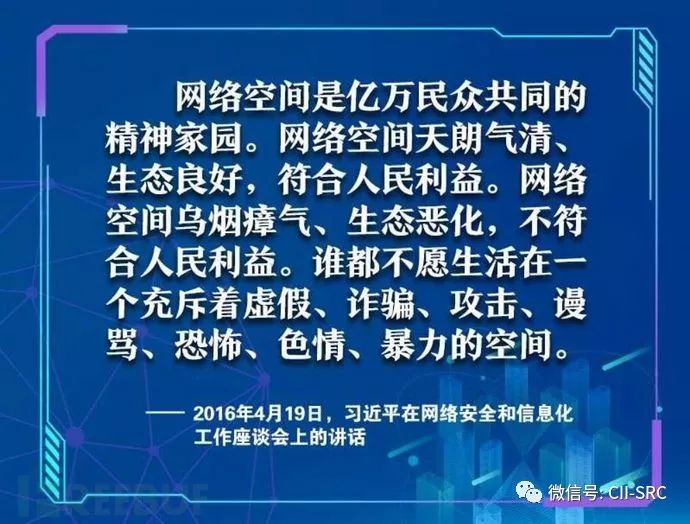 网络空间是亿万民众共同的
精神家园。网络空间天朗气清、
生态良好，符合人民利益。网络
空间乌烟瘴气、生态恶化，不符
合人民利益。谁都不愿生活在一
个充斥着虚假、诈骗、攻击、谩
骂、恐怖、色情、暴力的空间。
—— 2016年4月19日，习近平在网络安全和信息化
工作座谈会上的讲话
REEBUF
微信号: CII-SRC